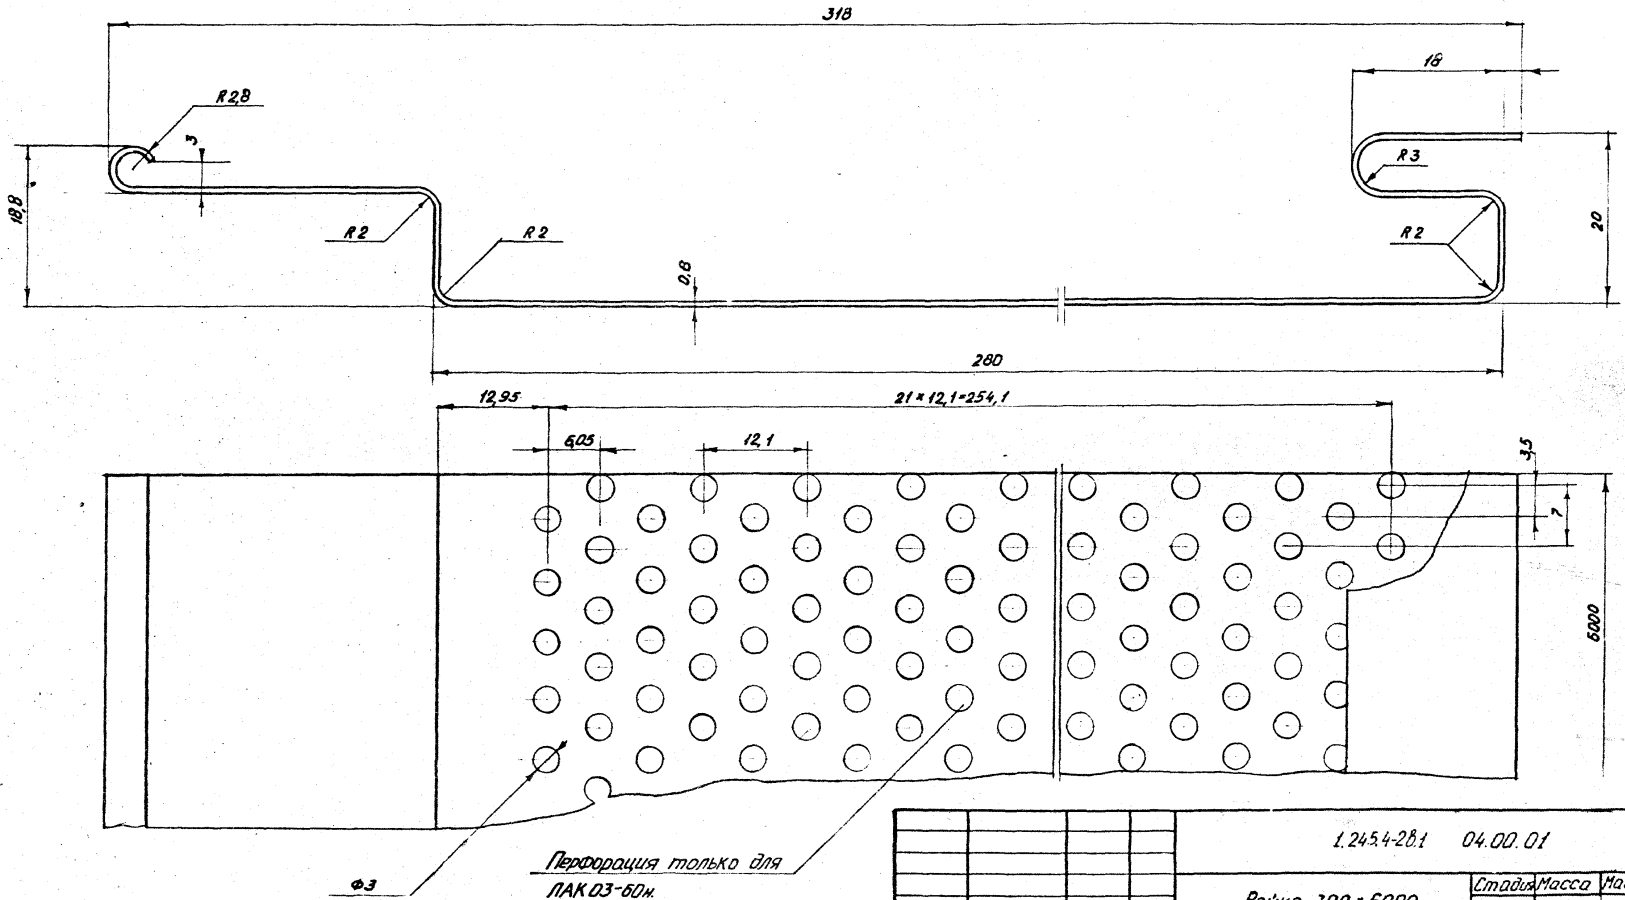 318
18
R2,8
3
R3
18,8
R2
R2
R2
20
0,8
280
12,95
21×12,1=254,1
6,05
12,1
3,5
7
6000
Перфорация только для
ЛАК 03-60м.
ф3
1.245.4-2в.1 04.00.01
Стадия Масса